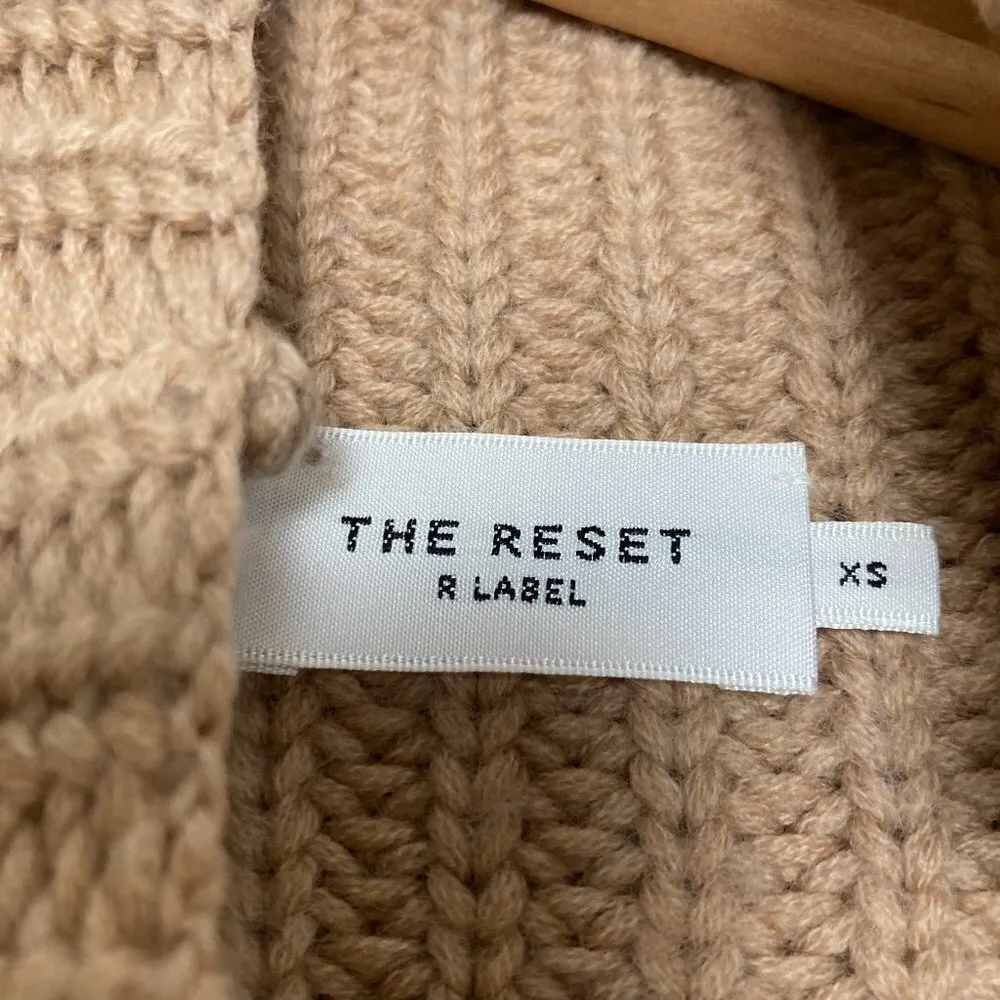 THE RESET
R LABEL
XS